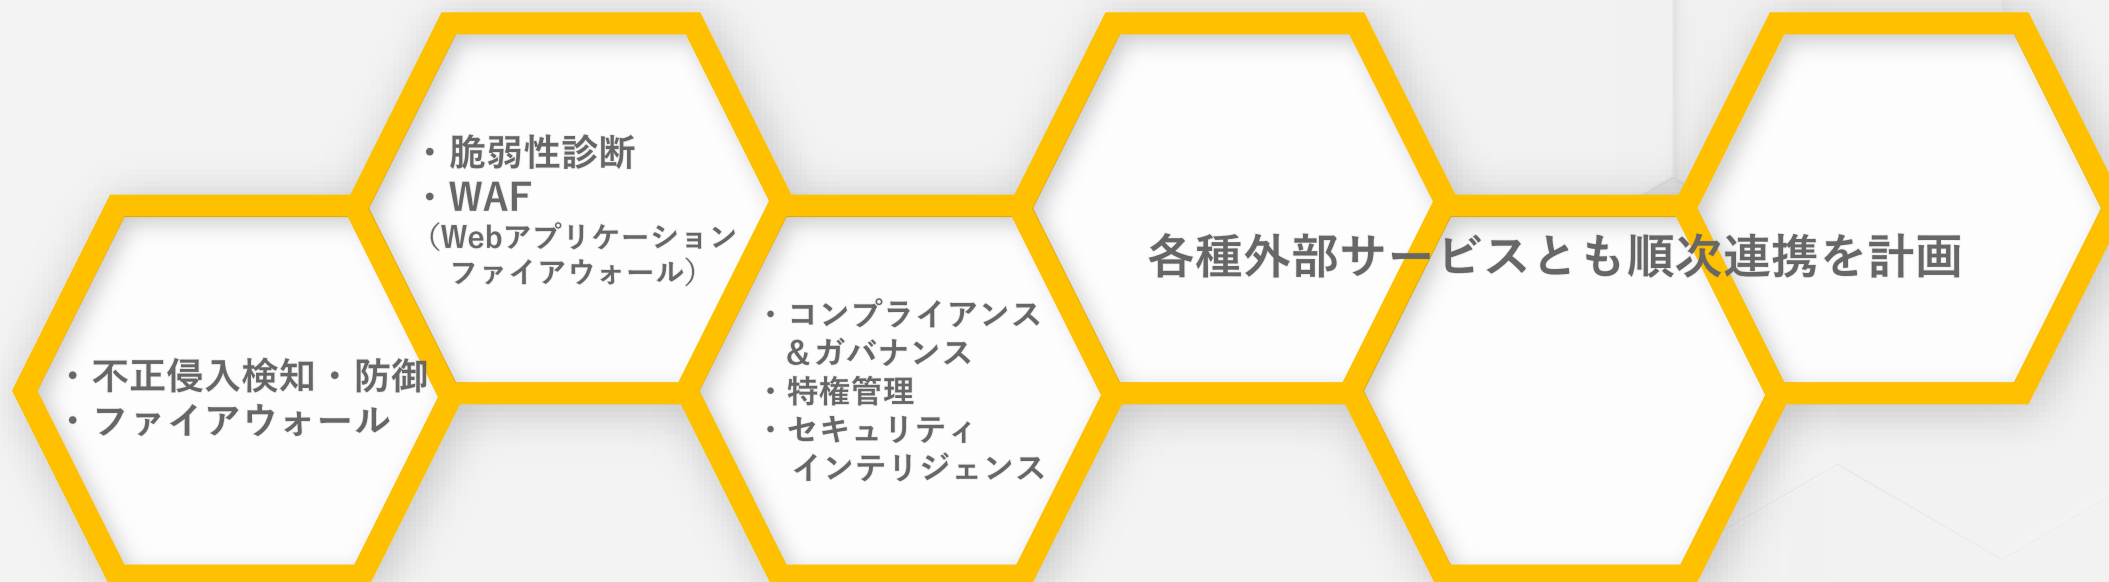 ・不正侵入検知・防御
・ファイアウォール
・脆弱性診断
・WAF
（Webアプリケーション
ファイアウォール）
・コンプライアンス
＆ガバナンス
・特権管理
・セキュリティ
インテリジェンス
各種外部サービスとも順次連携を計画